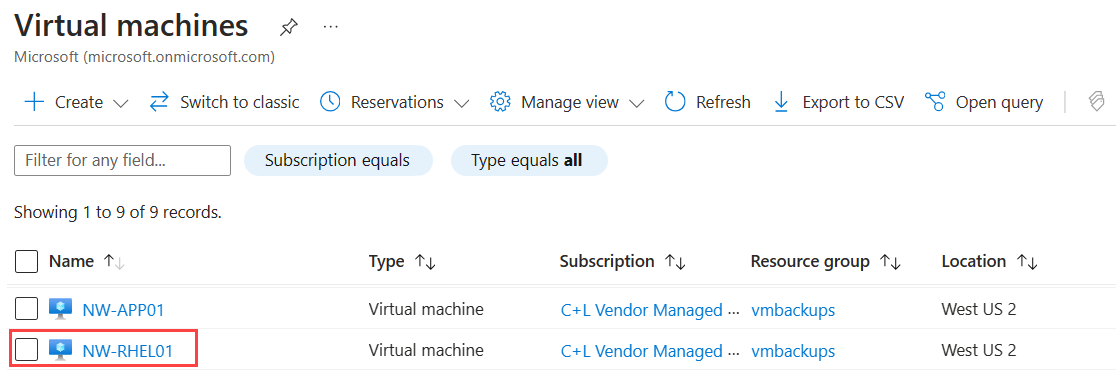 Virtual machines ...
Microsoft (microsoft.onmicrosoft.com)
Create Switch to classic Reservations Manage view Refresh Export to CSV Open query
Filter for any field... Subscription equals Type equals all
Showing 1 to 9 of 9 records.
Name Type Subscription Resource group Location
NW-APP01 Virtual machine C+L Vendor Managed ... vmbackups West US 2
NW-RHEL01 Virtual machine C+L Vendor Managed ... vmbackups West US 2